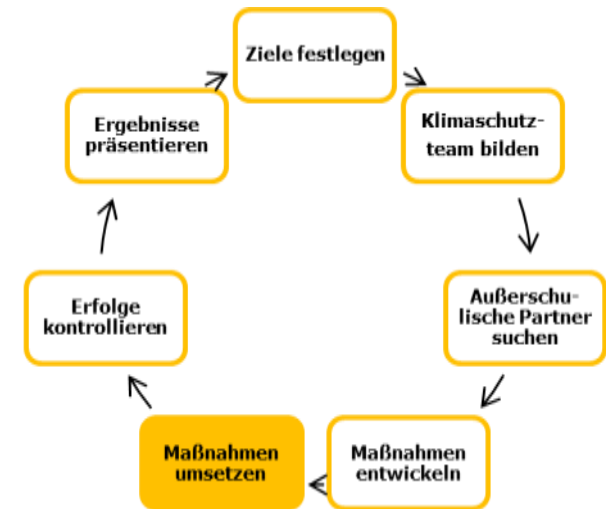 Ziele festlegen
Klimaschutz-
team bilden
Außerschu-
lische Partner
suchen
Maßnahmen
entwickeln
Maßnahmen
umsetzen
Erfolge
kontrollieren
Ergebnisse
präsentieren